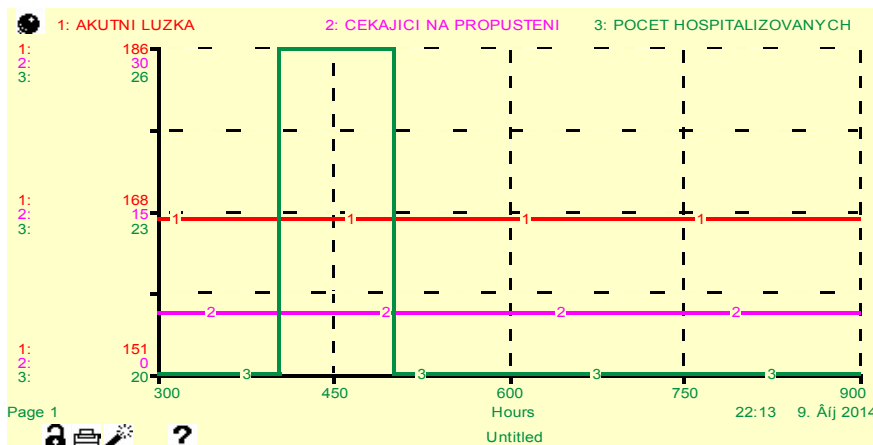 1: AKUTNI LUZKA 2: CEKAJICI NA PROPUSTENI 3: POCET HOSPITALIZOVANYCH
1: 186
2: 30
3: 26
1: 168
2: 15
3: 23
1 1 1 1
2 2 2 2
1: 151
2: 0
3: 20
3 3 3 3
300 450 600 750 900
Page 1 Hours 22:13 9. Âíj 2014
? Untitled